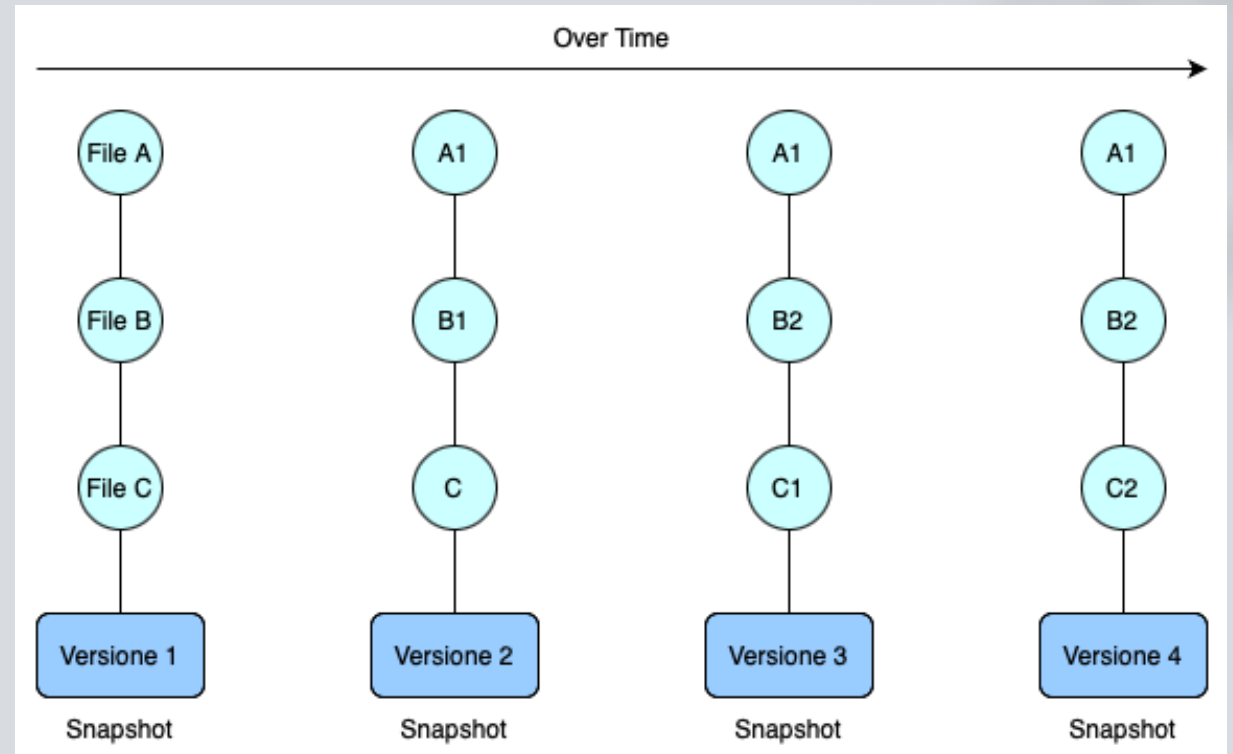 Over Time
File A
A1
A1
A1
File B
B1
B2
B2
File C
C
C1
C2
Versione 1
Versione 2
Versione 3
Versione 4
Snapshot
Snapshot
Snapshot
Snapshot